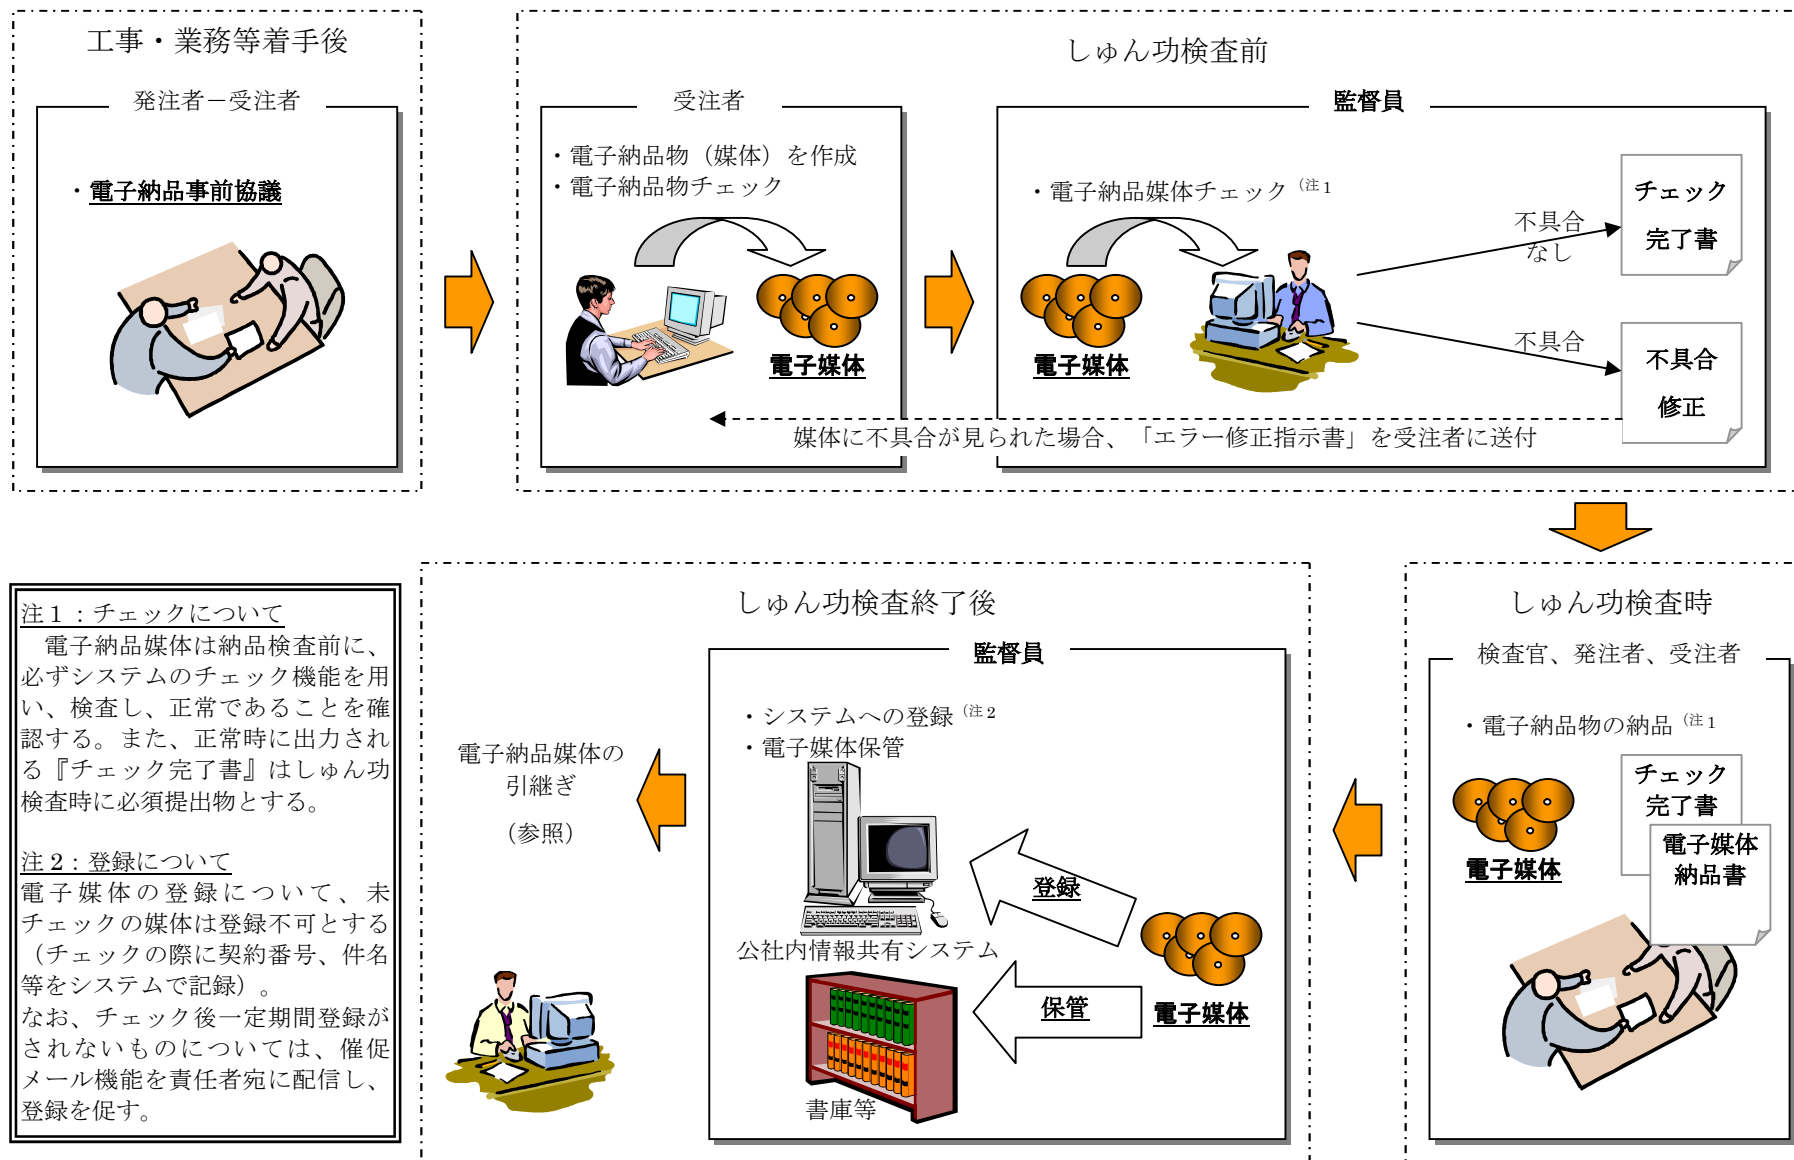 工事・業務等着手後
発注者－受注者
・電子納品事前協議
しゅん功検査前
受注者
・電子納品物（媒体）を作成
・電子納品物チェック
電子媒体
監督員
・電子納品媒体チェック（注1
電子媒体
不具合
なし
チェック
完了書
不具合
不具合
修正
媒体に不具合が見られた場合、「エラー修正指示書」を受注者に送付
しゅん功検査時
検査官、発注者、受注者
・電子納品物の納品（注1
チェック
完了書
電子媒体
納品書
電子媒体
しゅん功検査終了後
監督員
・システムへの登録（注2
・電子媒体保管
登録
公社内情報共有システム
保管
電子媒体
書庫等
電子納品媒体の
引継ぎ
（参照）
注1：チェックについて
電子納品媒体は納品検査前に、
必ずシステムのチェック機能を用
い、検査し、正常であることを確
認する。また、正常時に出力され
る『チェック完了書』はしゅん功
検査時に必須提出物とする。
注2：登録について
電子媒体の登録について、未
チェックの媒体は登録不可とする
（チェックの際に契約番号、件名
等をシステムで記録）。
なお、チェック後一定期間登録が
されないものについては、催促
メール機能を責任者宛に配信し、
登録を促す。